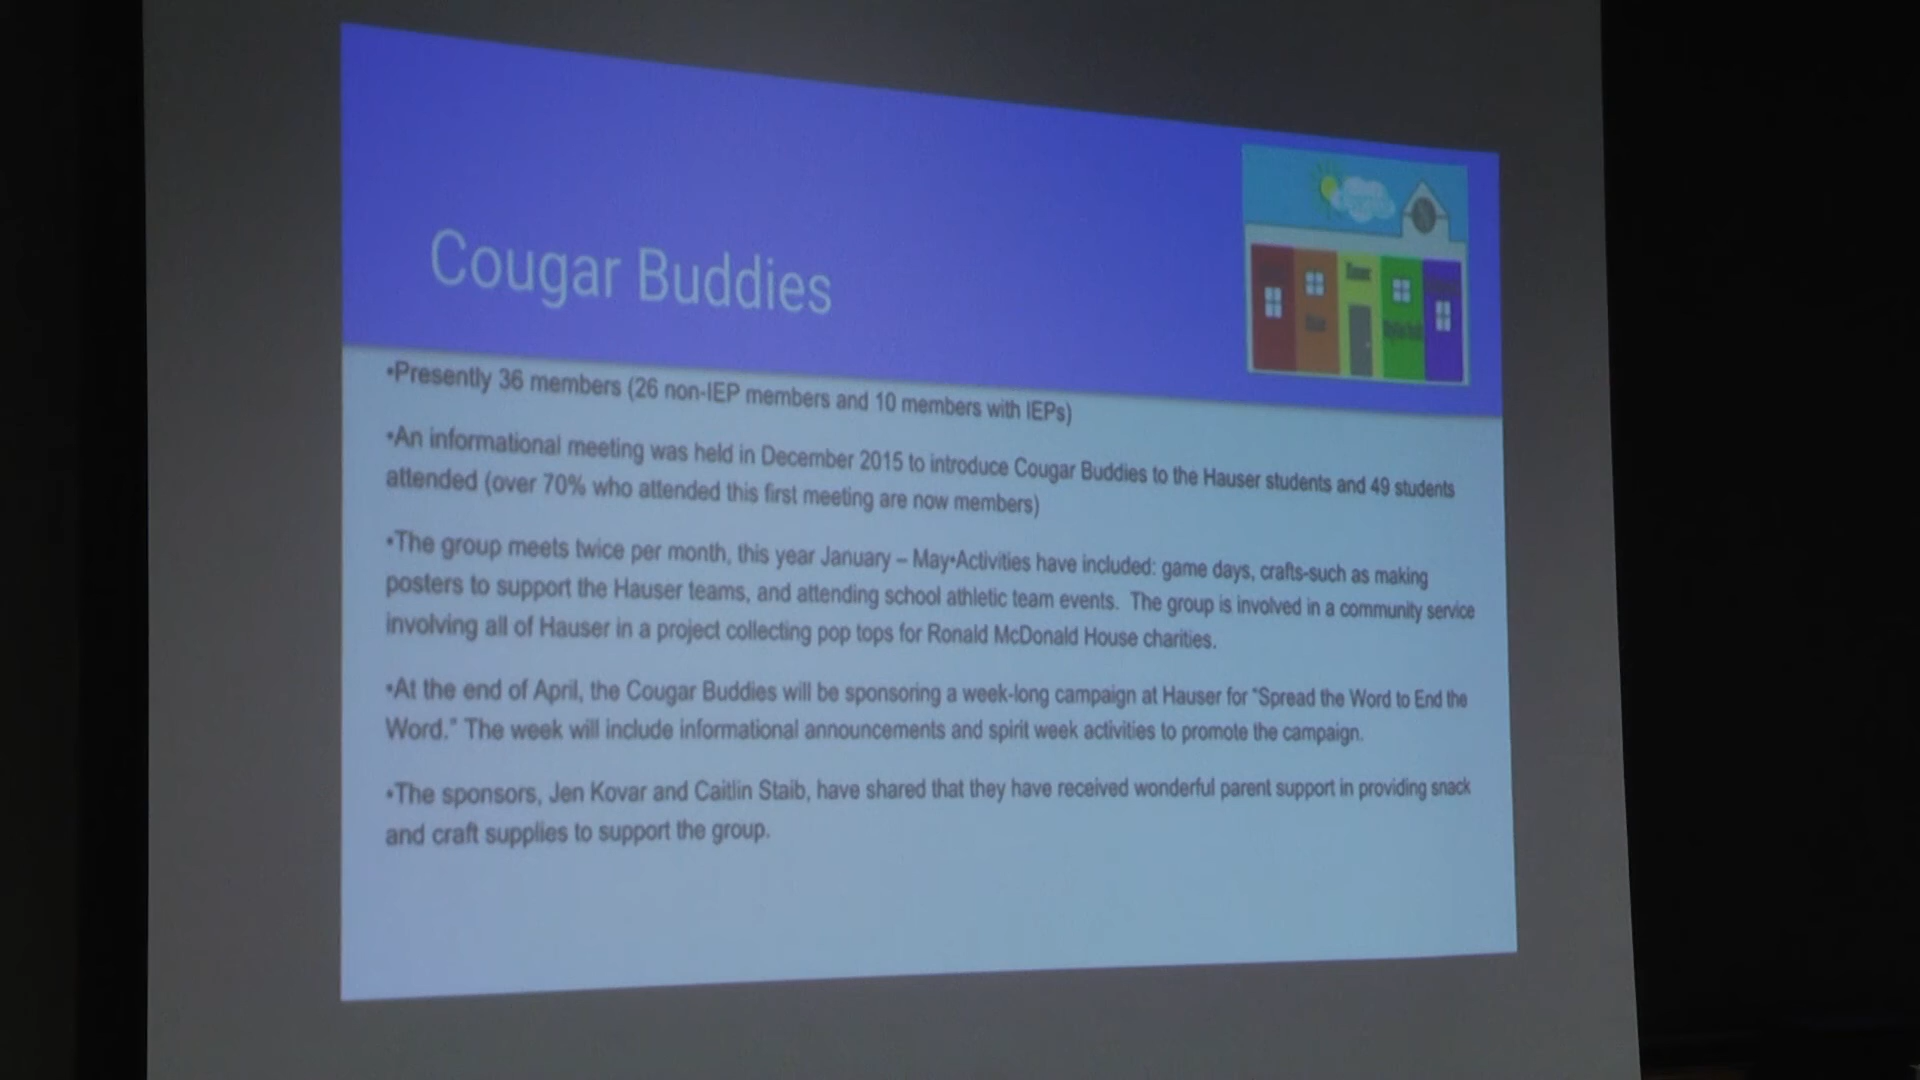 Cougar Buddies
•Presently 36 members (26 non-IEP members and 10 members with IEPs)
•An informational meeting was held in December 2015 to introduce Cougar Buddies to the Hauser students and 49 students
attended (over 70% who attended this first meeting are now members)
•The group meets twice per month, this year January – May•Activities have included: game days, crafts-such as making
posters to support the Hauser teams, and attending school athletic team events. The group is involved in a community service
involving all of Hauser in a project collecting pop tops for Ronald McDonald House charities.
•At the end of April, the Cougar Buddies will be sponsoring a week-long campaign at Hauser for "Spread the Word to End the
Word." The week will include informational announcements and spirit week activities to promote the campaign.
•The sponsors, Jen Kovar and Caitlin Staib, have shared that they have received wonderful parent support in providing snack
and craft supplies to support the group.